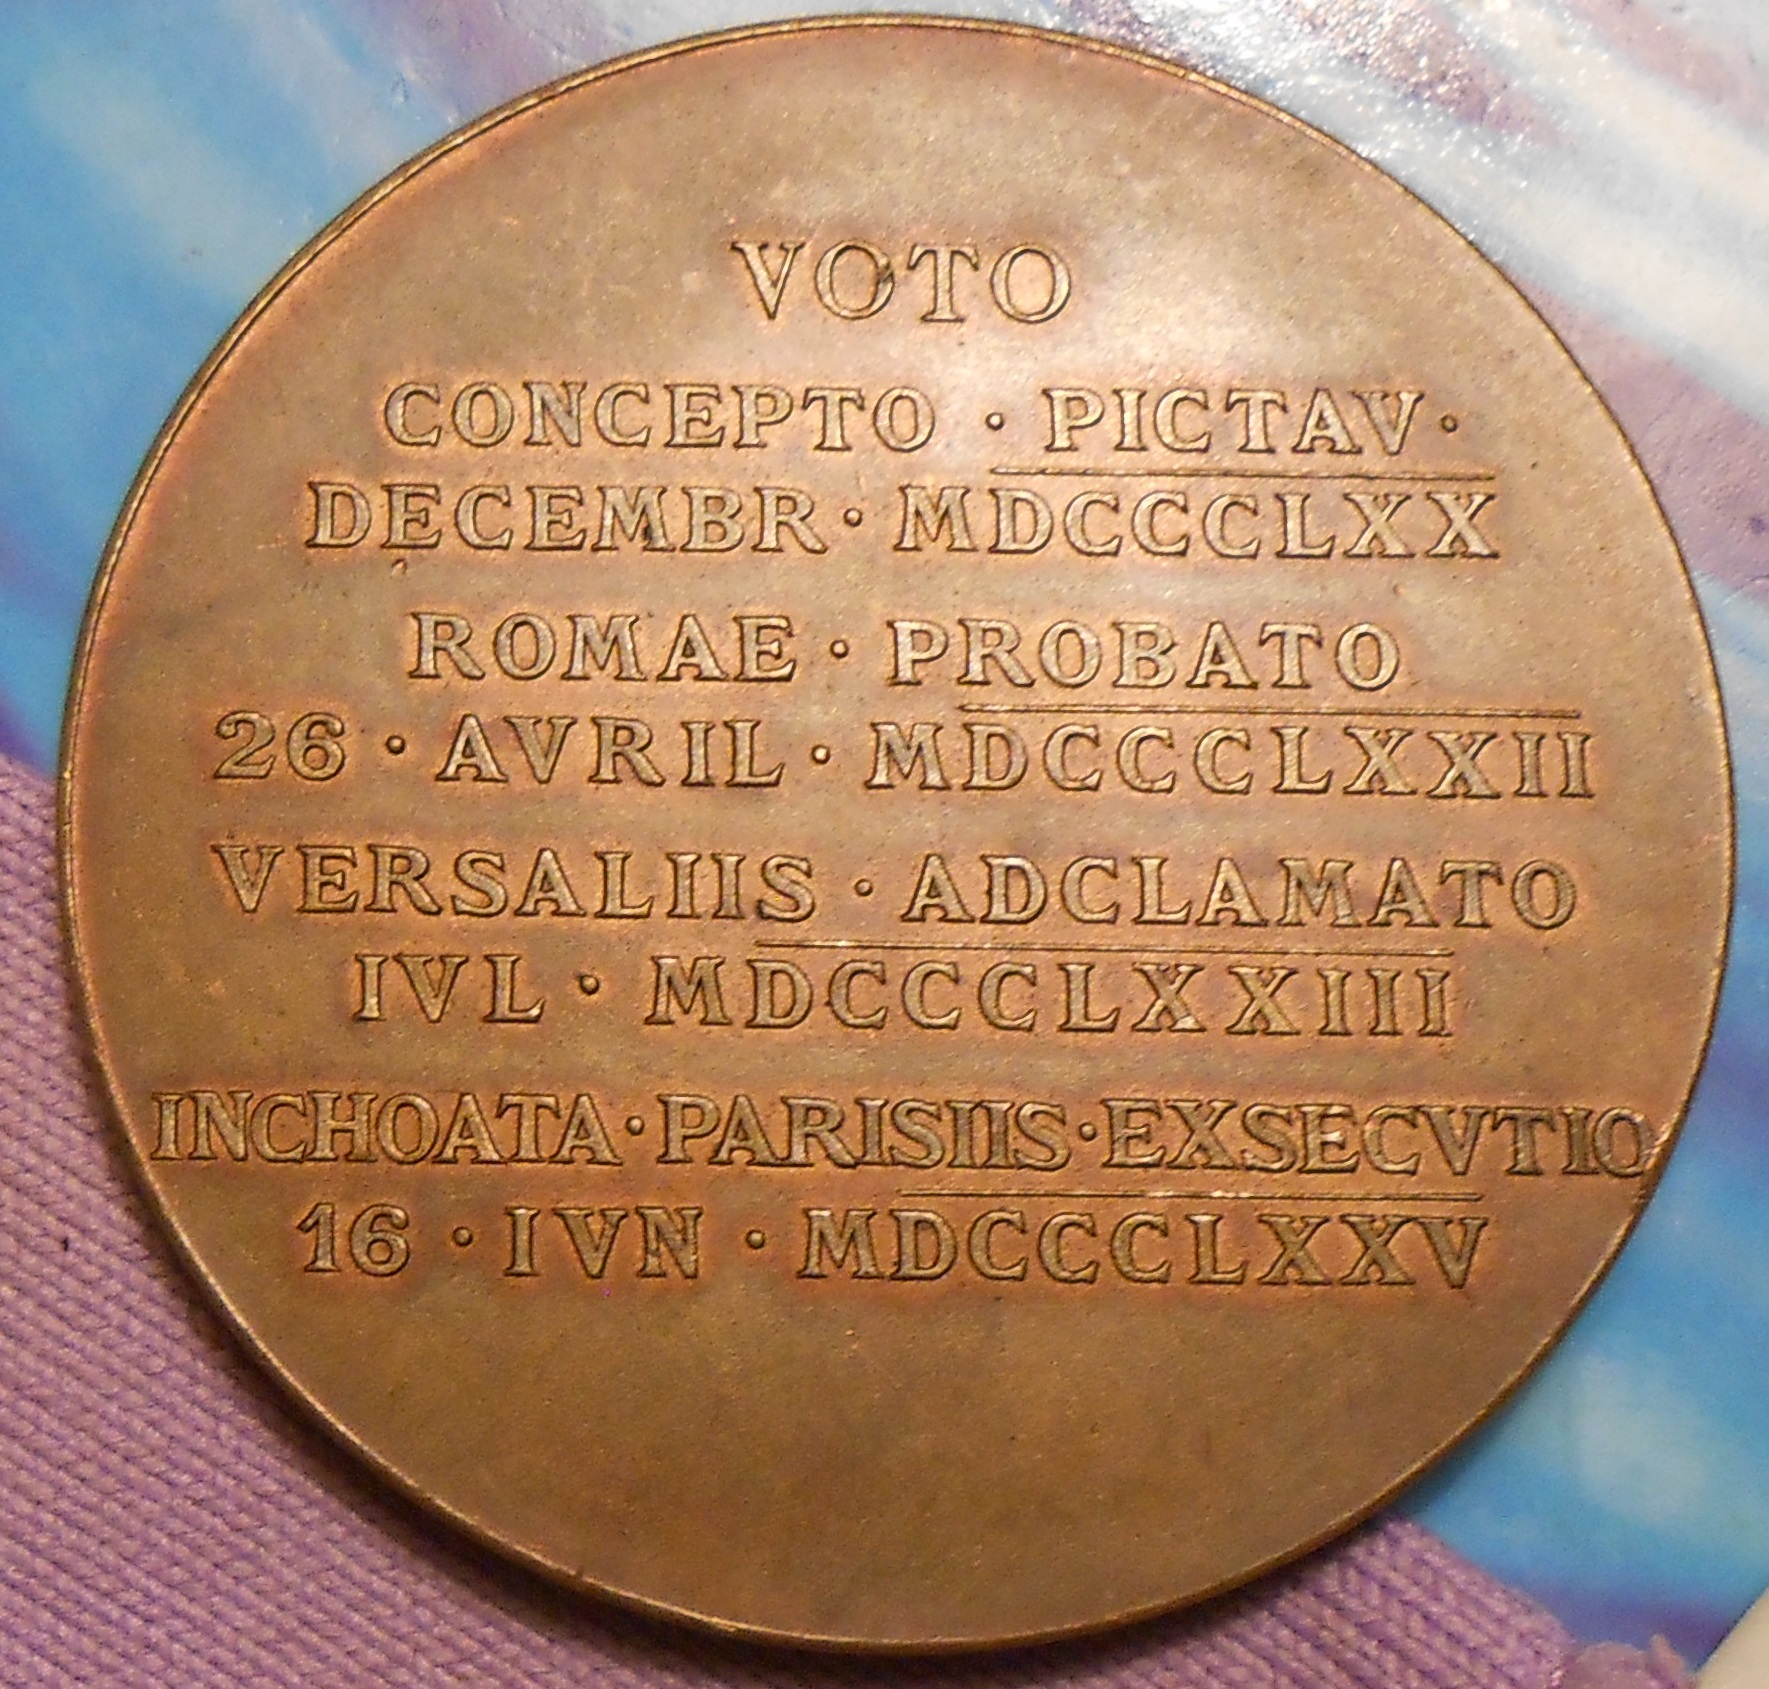 VOTO
CONCEPTO · PICTAV ·
DECEMBR · MDCCCLXX
ROMAE · PROBATO
26 · AVRIL · MDCCCLXXII
VERSALIIS · ADCLAMATO
IVL · MDCCCLXXIII
INCHOATA · PARISIIS · EXSECVTIO
16 · IVN · MDCCCLXXV